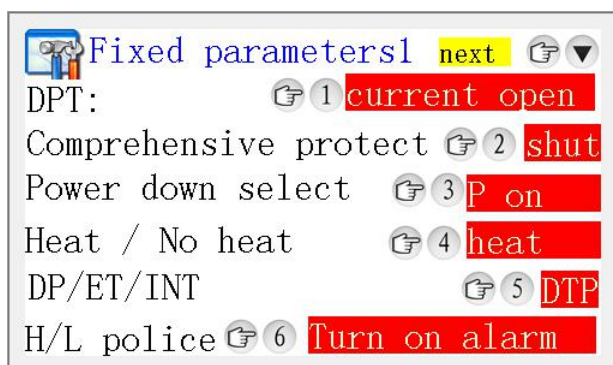 Fixed parameters1 next ▼
DPT: 1 current open
Comprehensive protect 2 shut
Power down select 3 P on
Heat / No heat 4 heat
DP/ET/INT 5 DTP
H/L police 6 Turn on alarm